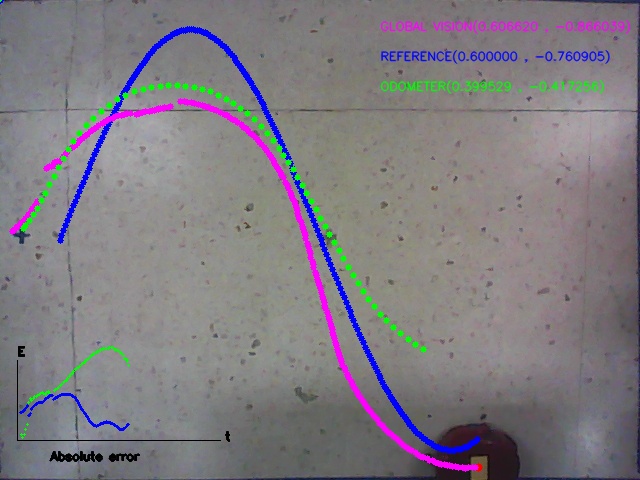 GLOBAL VISION(0.606620 , -0.866039)
REFERENCE(0.600000 , -0.760905)
ODOMETER(0.399529 , -0.417256)
E
t
Absolute error